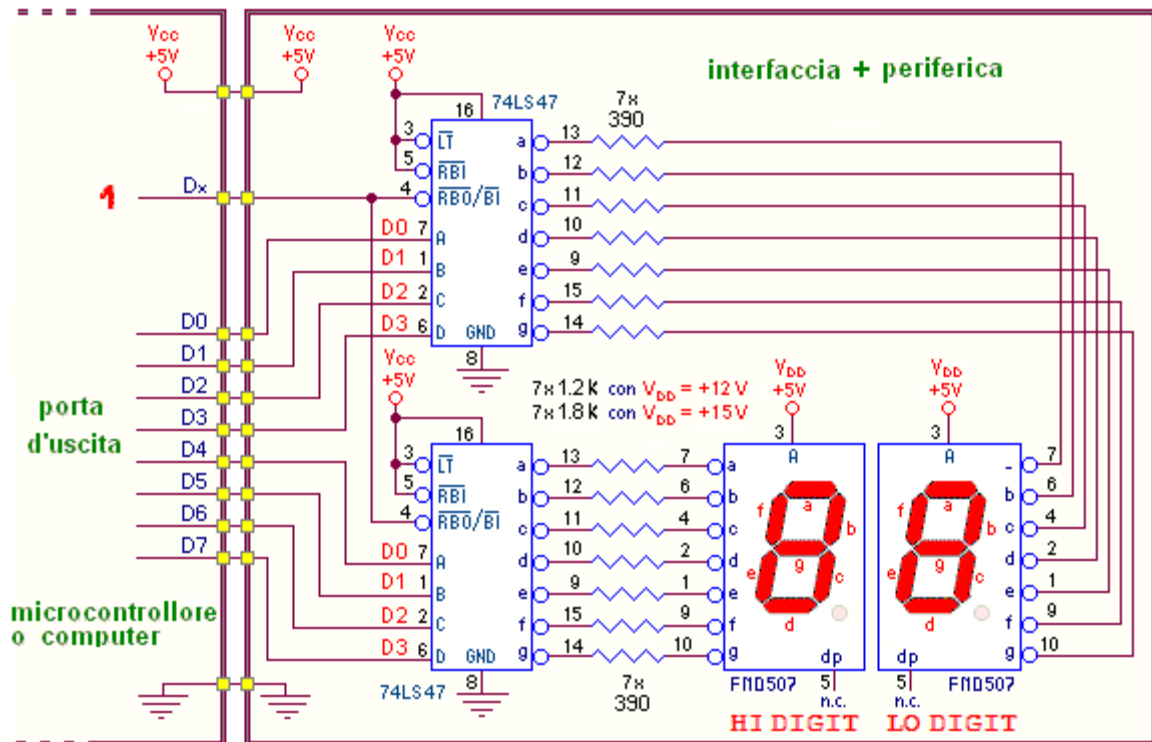 Vcc
+5V
Vcc
+5V
Vcc
+5V
interfaccia + periferica
74LS47
7x
390
16
3
LT
5
RBI
4
RBO/BI
1
Dx
D0
7
A
D1
1
B
D2
2
C
D3
6
D
GND
8
a
13
b
12
c
11
d
10
e
9
f
15
g
14
D0
D1
D2
D3
D4
D5
D6
D7
porta
d'uscita
microcontrollore
o computer
Vcc
+5V
7x 1.2 k con VDD = +12 V
7x 1.8 k con VDD = +15 V
16
3
LT
5
RBI
4
RBO/BI
D0
7
A
D1
1
B
D2
2
C
D3
6
D
GND
8
74LS47
a
13
b
12
c
11
d
10
e
9
f
15
g
14
7x
390
VDD
+5V
3
A
7
a
6
b
4
c
2
d
1
e
9
f
10
g
a
b
c
d
e
f
g
dp
5
n.c.
FND507
HI DIGIT
VDD
+5V
3
A
-
7
b
6
c
4
d
2
e
1
f
9
g
10
a
b
c
d
e
f
g
dp
5
n.c.
FND507
LO DIGIT